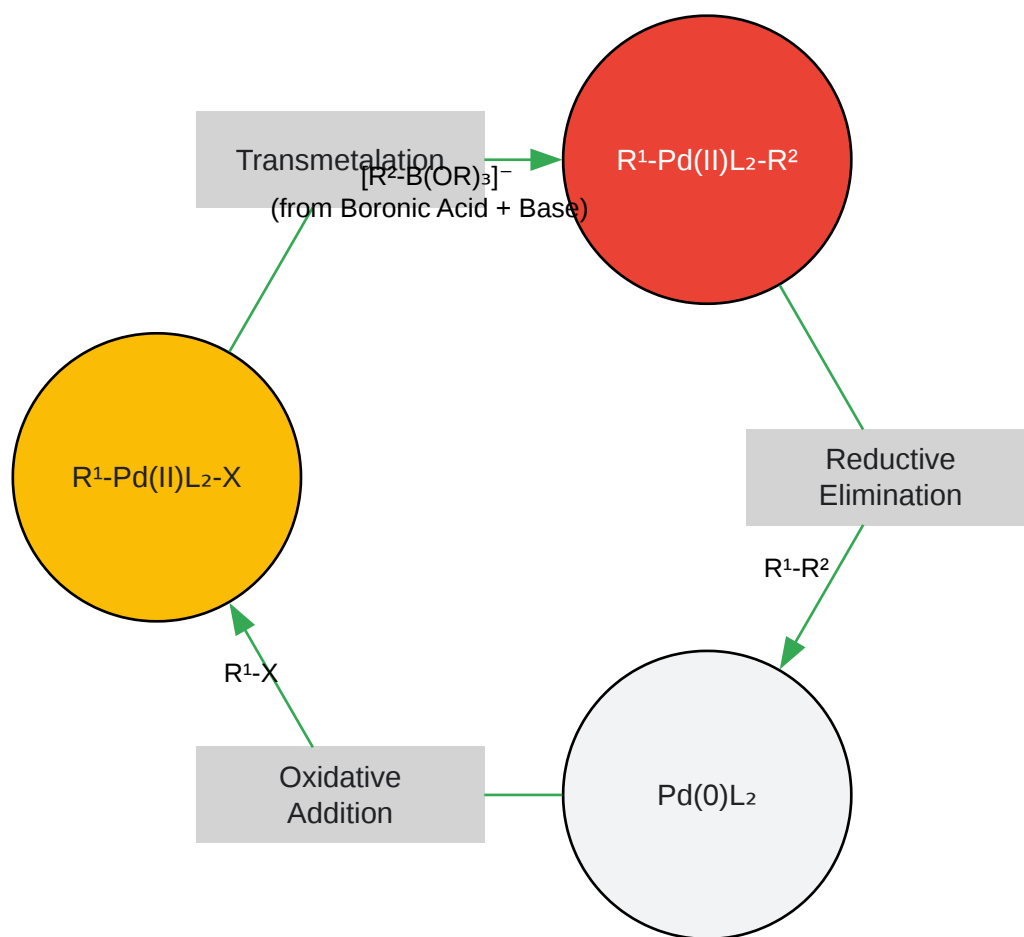 Transmetalation
[R²-B(OR)₃]⁻
(from Boronic Acid + Base)
R¹-Pd(II)L₂-R²
R¹-Pd(II)L₂-X
Reductive
Elimination
R¹-R²
R¹-X
Oxidative
Addition
Pd(0)L₂